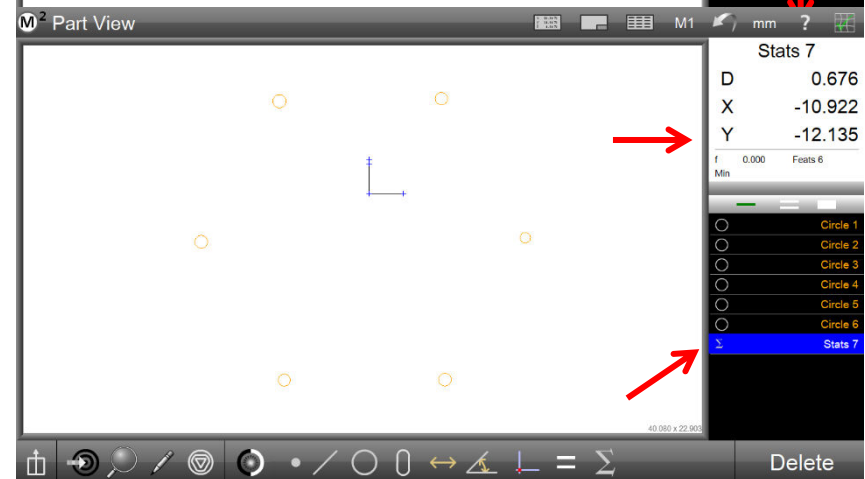 M2 Part View M1 mm ?
Stats 7
D 0.676
X -10.922
Y -12.135
f 0.000 Feats 6
Min
Circle 1
Circle 2
Circle 3
Circle 4
Circle 5
Circle 6
Σ Stats 7
40.080 x 22.903
Σ Delete